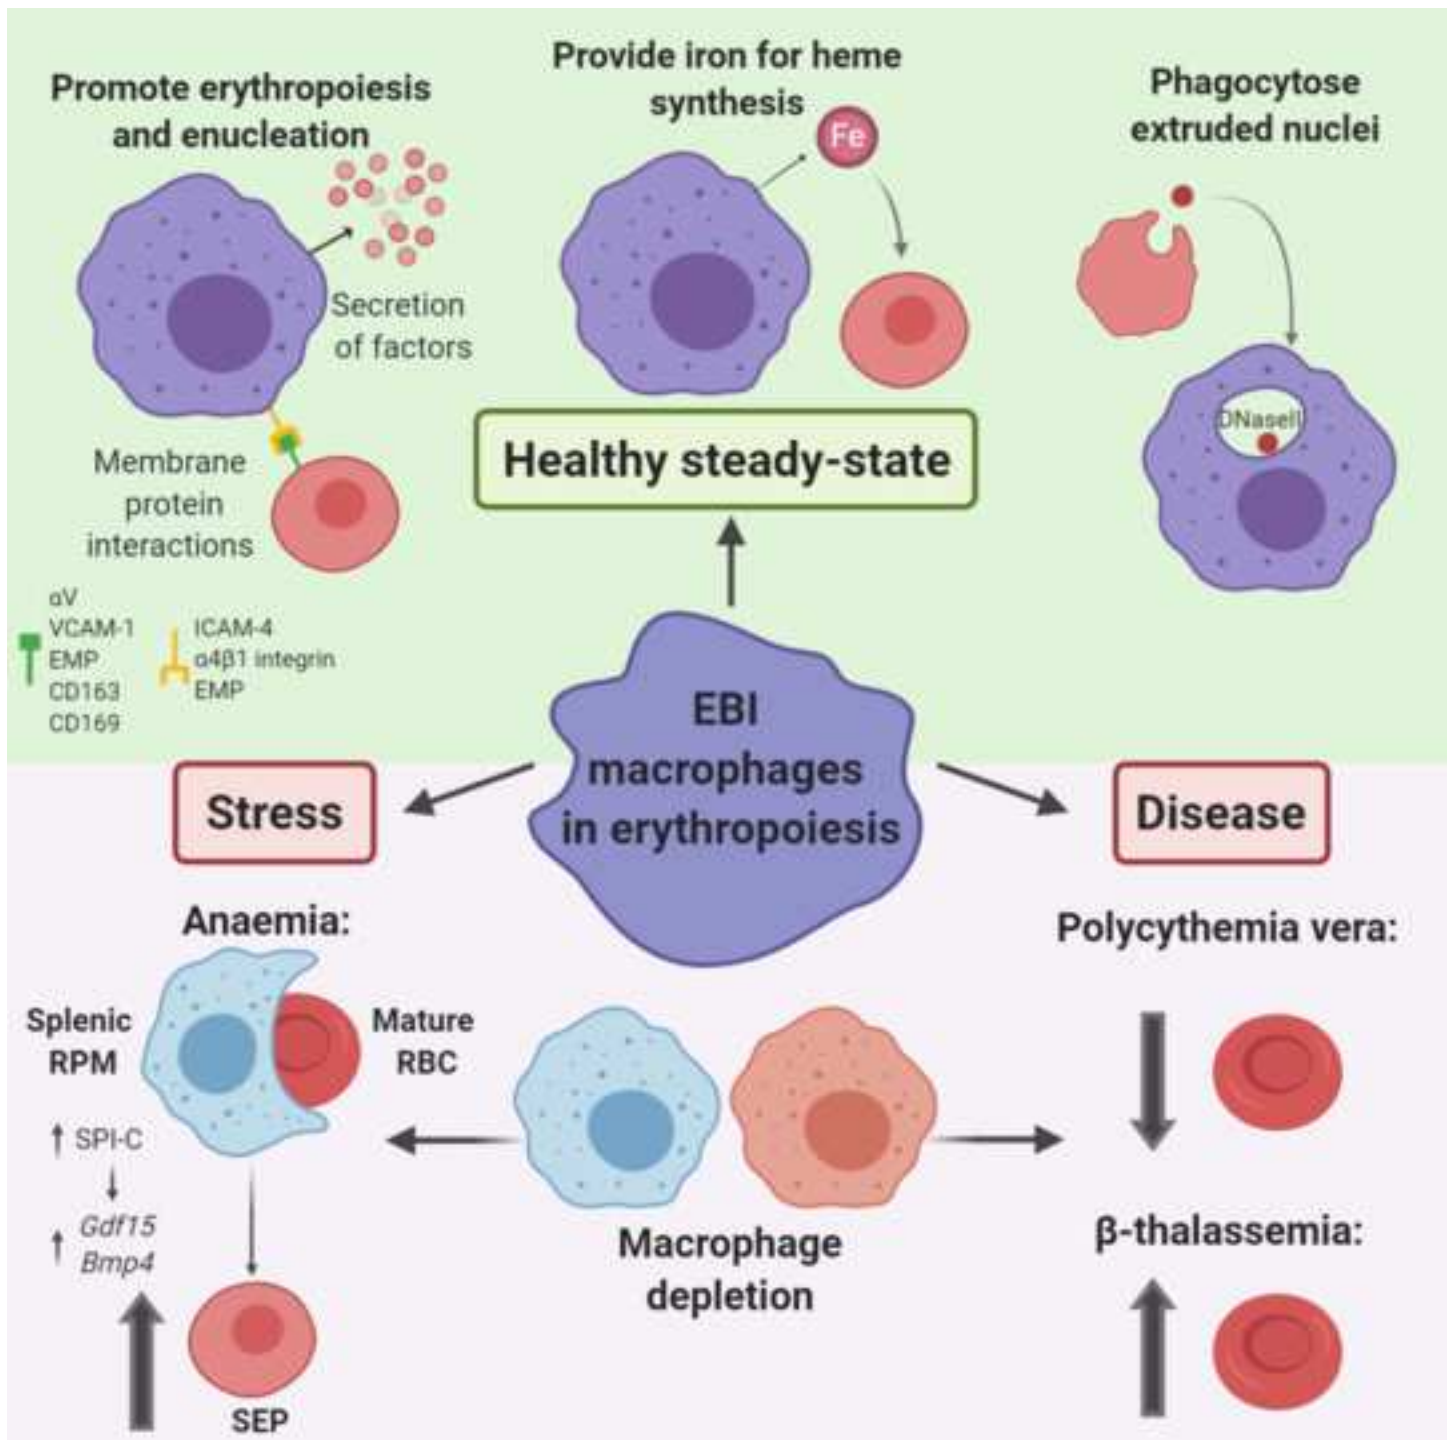 Promote erythropoiesis
and enucleation
Secretion
of factors
Membrane
protein
interactions
αV
VCAM-1
EMP
CD163
CD169
ICAM-4
α4β1 integrin
EMP
Provide iron for heme
synthesis
Fe
Phagocytose
extruded nuclei
DNaseII
Healthy steady-state
EBI
macrophages
in erythropoiesis
Stress
Anaemia:
Splenic
RPM
Mature
RBC
↑ SPI-C
↑ Gdf15
Bmp4
SEP
Macrophage
depletion
Disease
Polycythemia vera:
β-thalassemia: